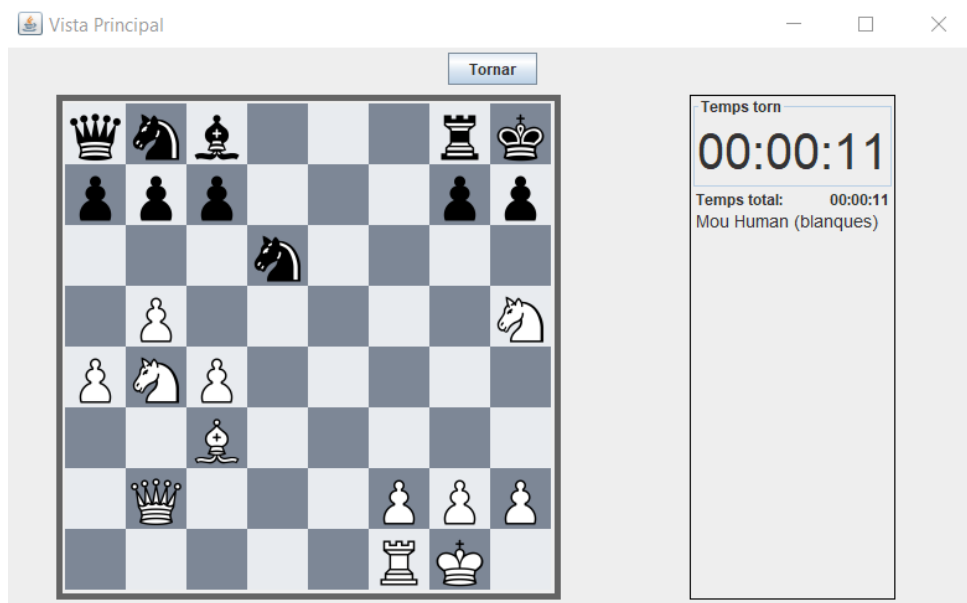 Vista Principal
Tornar
Temps torn
00:00:11
Temps total: 00:00:11
Mou Human (blanques)